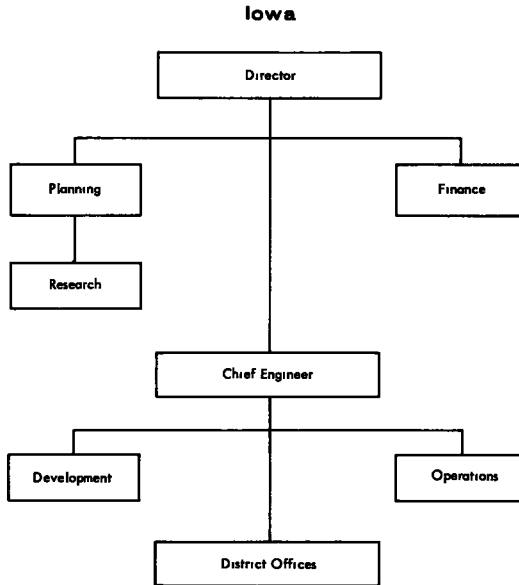 Iowa
Director
Planning
Finance
Research
Chief Engineer
Development
Operations
District Offices